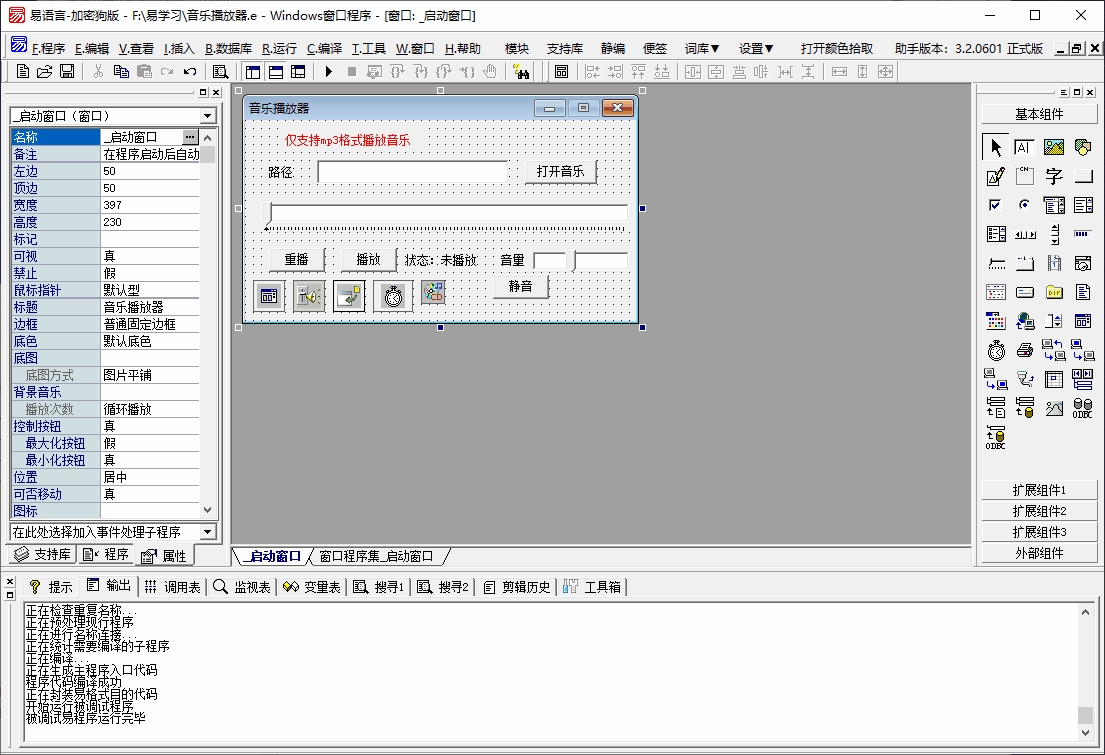 易语言-加密狗版 - F:\易学习\音乐播放器.e - Windows窗口程序 - [窗口: _启动窗口]
F.程序 E.编辑 V.查看 I.插入 B.数据库 R.运行 C.编译 T.工具 W.窗口 H.帮助 模块 支持库 静编 便签 词库▼ 设置▼ 打开颜色拾取 助手版本: 3.2.0601 正式版
_启动窗口（窗口）
名称 _启动窗口
备注 在程序启动后自动
左边 50
顶边 50
宽度 397
高度 230
标记
可视 真
禁止 假
鼠标指针 默认型
标题 音乐播放器
边框 普通固定边框
底色 默认底色
底图
底图方式 图片平铺
背景音乐
播放次数 循环播放
控制按钮 真
最大化按钮 假
最小化按钮 真
位置 居中
可否移动 真
图标
在此处选择加入事件处理子程序
支持库 程序 属性
音乐播放器
仅支持mp3格式播放音乐
路径: 打开音乐
重播 播放 状态: 未播放 音量
静音
_启动窗口 窗口程序集_启动窗口
基本组件
扩展组件1
扩展组件2
扩展组件3
外部组件
提示 输出 调用表 监视表 变量表 搜寻1 搜寻2 剪辑历史 工具箱
正在检查重复名称...
正在预处理现行程序
正在进行名称连接...
正在统计需要编译的子程序
正在编译...
正在生成主程序入口代码
程序代码编译成功
正在封装易格式目的代码
开始运行被调试程序
被调试易程序运行完毕